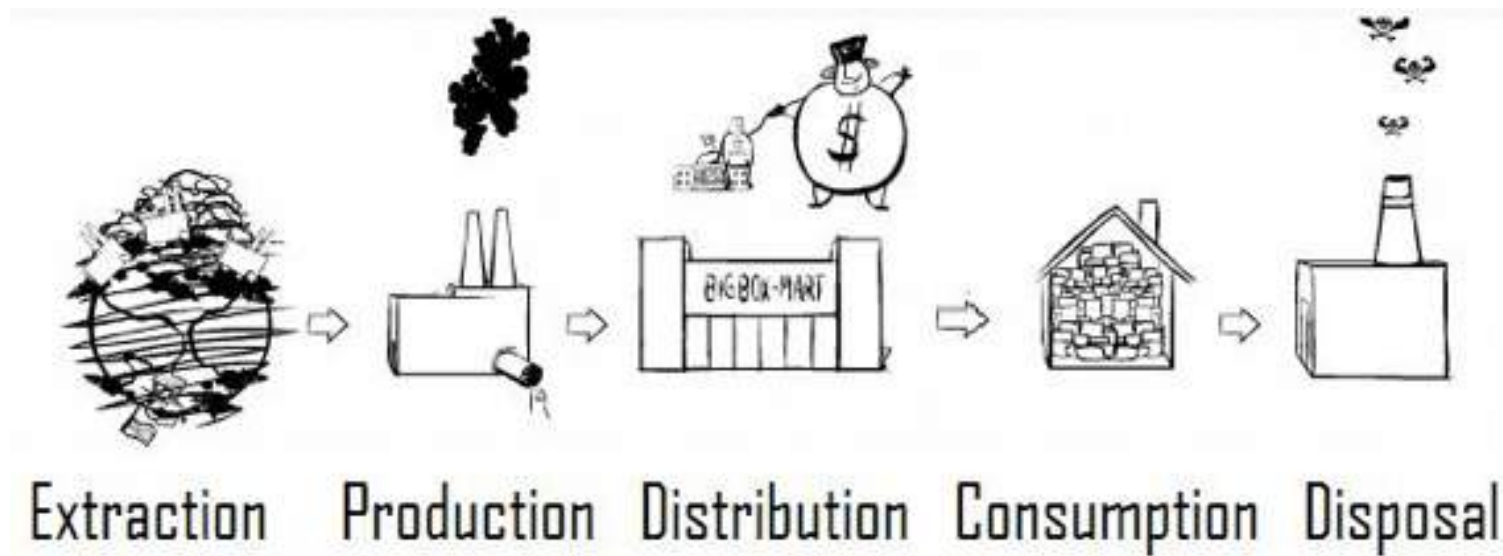 $
BIG BOX-MART
Extraction
Production
Distribution
Consumption
Disposal